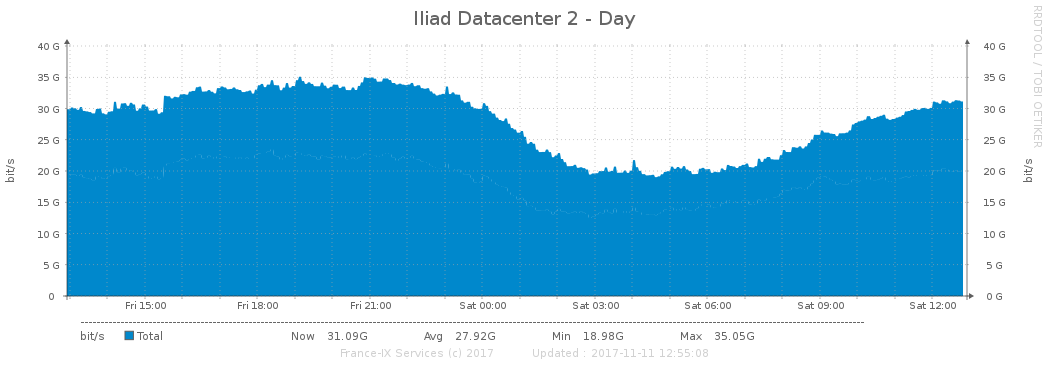 Iliad Datacenter 2 - Day
RRDTOOL / TOBI OETIKER
bit/s
40 G
35 G
30 G
25 G
20 G
15 G
10 G
5 G
0
40 G
35 G
30 G
25 G
20 G
15 G
10 G
5 G
0 G
bit/s
Fri 15:00 Fri 18:00 Fri 21:00 Sat 00:00 Sat 03:00 Sat 06:00 Sat 09:00 Sat 12:00
bit/s Total Now 31.09G Avg 27.92G Min 18.98G Max 35.05G
France-IX Services (c) 2017 Updated : 2017-11-11 12:55:08